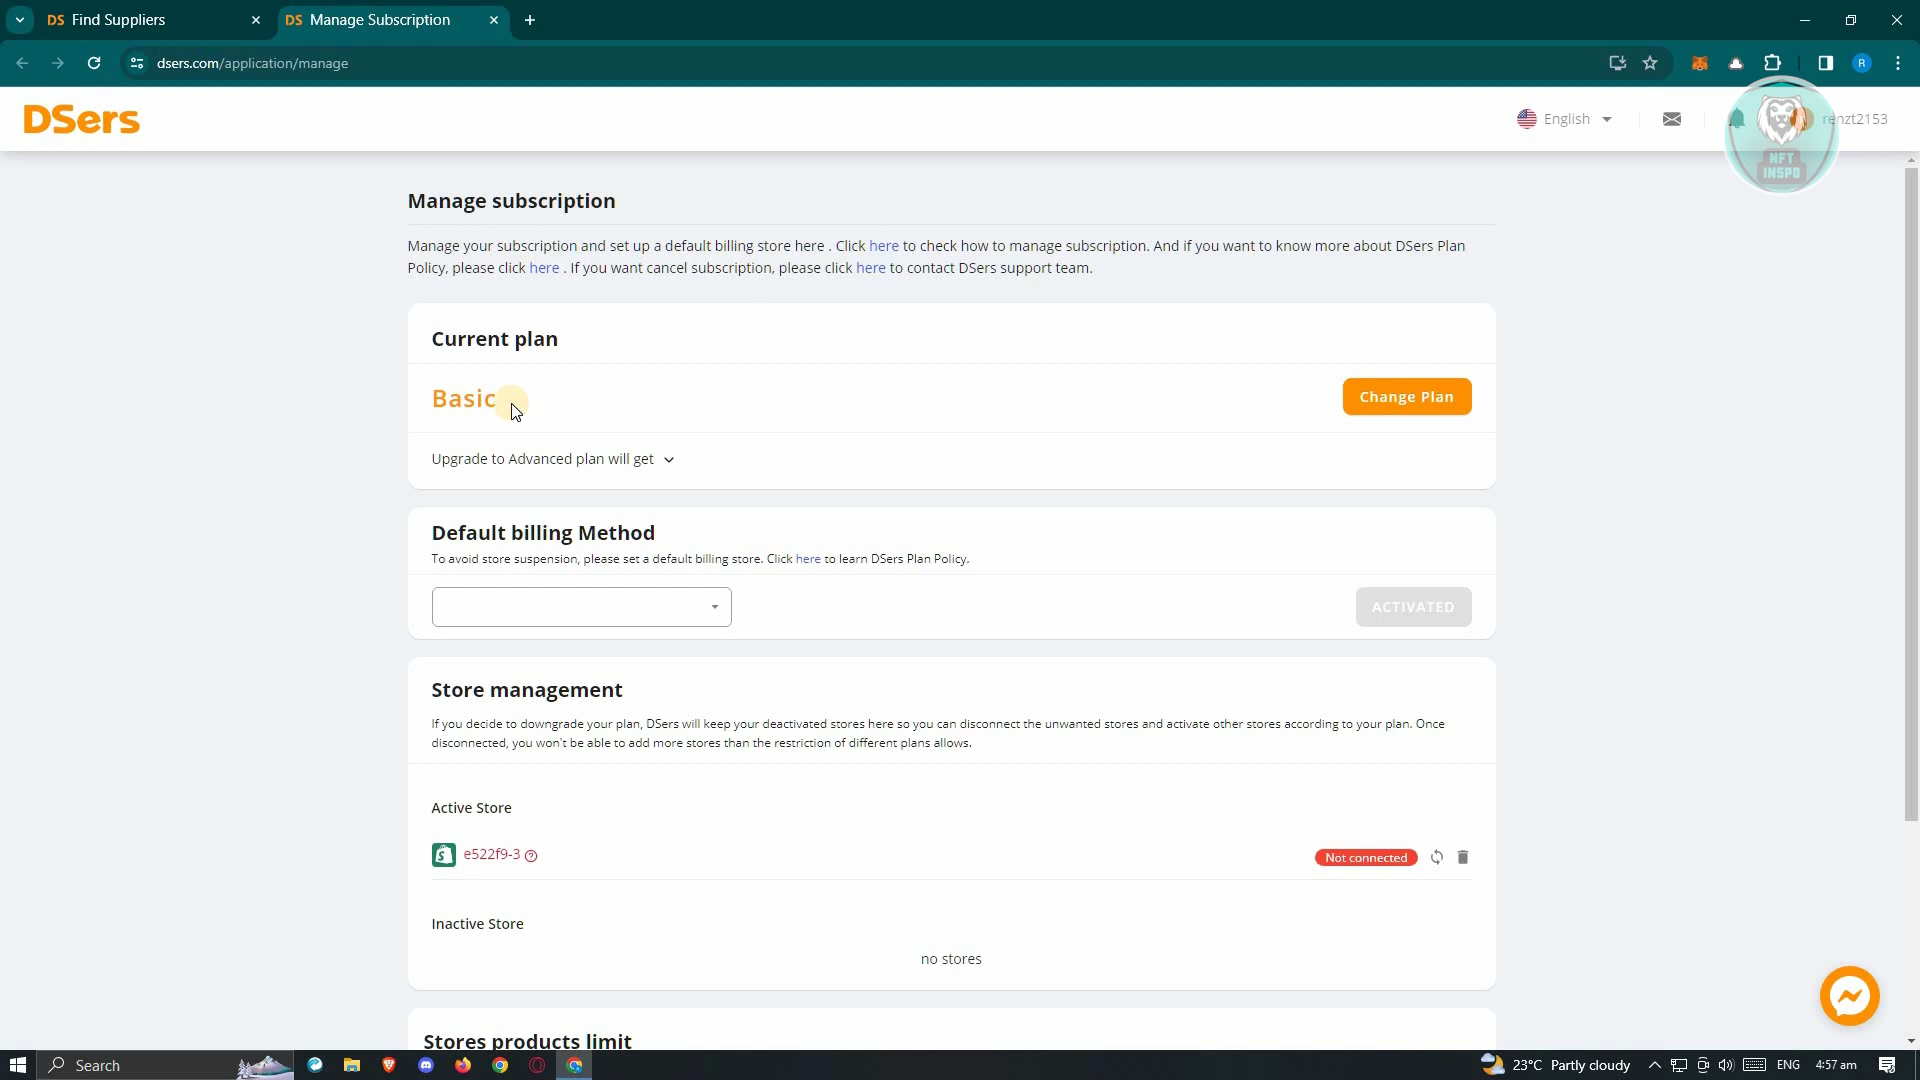 DS Find Suppliers
DS Manage Subscription
dsers.com/application/manage
R
DSers
English
renzt2153
NFT
INSPO
Manage subscription
Manage your subscription and set up a default billing store here . Click here to check how to manage subscription. And if you want to know more about DSers Plan
Policy, please click here . If you want cancel subscription, please click here to contact DSers support team.
Current plan
Basic
Change Plan
Upgrade to Advanced plan will get
Default billing Method
To avoid store suspension, please set a default billing store. Click here to learn DSers Plan Policy.
ACTIVATED
Store management
If you decide to downgrade your plan, DSers will keep your deactivated stores here so you can disconnect the unwanted stores and activate other stores according to your plan. Once
disconnected, you won't be able to add more stores than the restriction of different plans allows.
Active Store
e522f9-3
Not connected
Inactive Store
no stores
Stores products limit
Search
23°C Partly cloudy
ENG
4:57 am